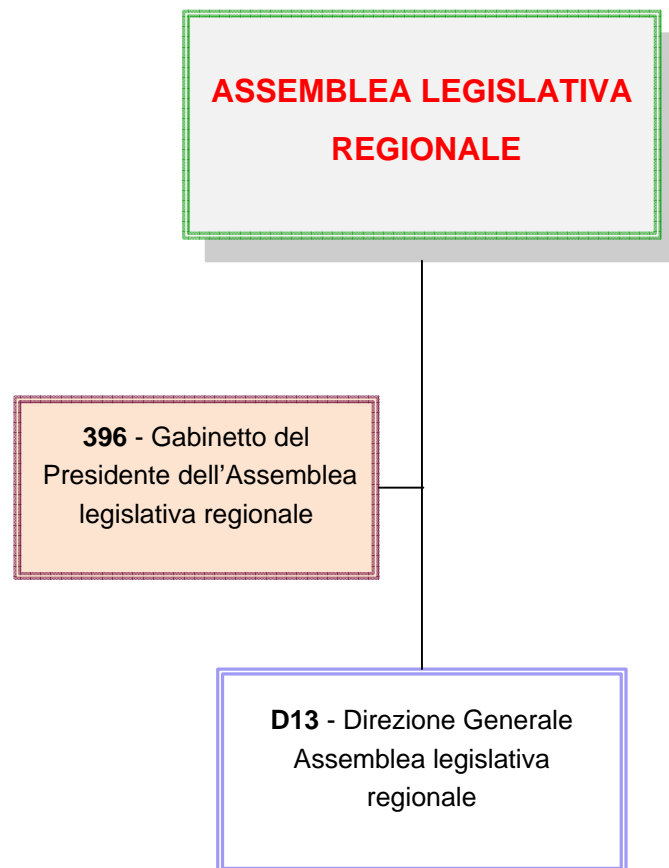 ASSEMBLEA LEGISLATIVA
REGIONALE
396 - Gabinetto del
Presidente dell’Assemblea
legislativa regionale
D13 - Direzione Generale
Assemblea legislativa
regionale